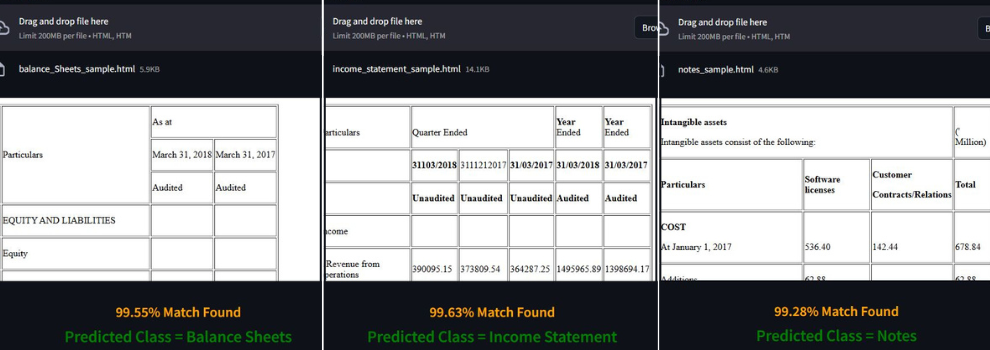 Drag and drop file here
Limit 200MB per file • HTML, HTM
balance_Sheets_sample.html 5.9KB
As at
Particulars March 31, 2018 March 31, 2017
Audited Audited
EQUITY AND LIABILITIES
Equity
99.55% Match Found
Predicted Class = Balance Sheets
Drag and drop file here
Limit 200MB per file • HTML, HTM
Brov
income_statement_sample.html 14.1KB
articulars Quarter Ended Year Ended Year Ended
31103/2018 3111212017 31/03/2017 31/03/2018 31/03/2017
Unaudited Unaudited Unaudited Audited Audited
come
Revenue from perations 390095.15 373809.54 364287.25 1495965.89 1398694.17
99.63% Match Found
Predicted Class = Income Statement
Drag and drop file here
Limit 200MB per file • HTML, HTM
B
notes_sample.html 4.6KB
Intangible assets
Intangible assets consist of the following:
(` Million)
Particulars Software licenses Customer Contracts/Relations Total
COST
At January 1, 2017 536.40 142.44 678.84
Additions 62.88 62.88
99.28% Match Found
Predicted Class = Notes